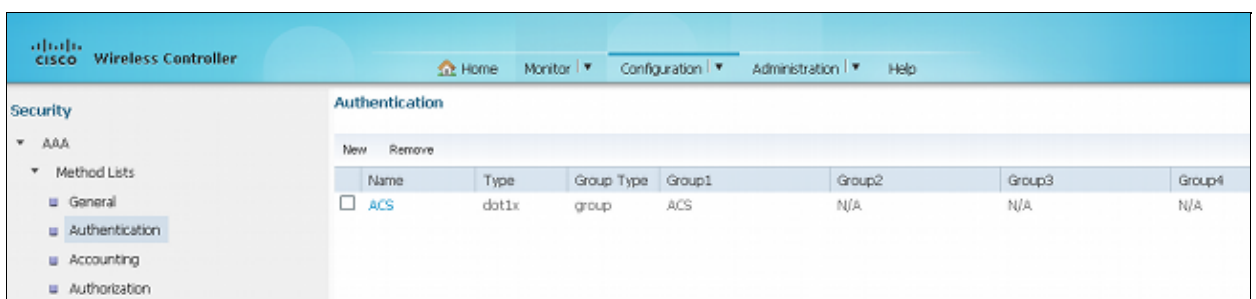 CISCO Wireless Controller
Home Monitor Configuration Administration Help
Security
AAA
Method Lists
General
Authentication
Accounting
Authorization
Authentication
New Remove
Name Type Group Type Group1 Group2 Group3 Group4
ACS dot1x group ACS N/A N/A N/A